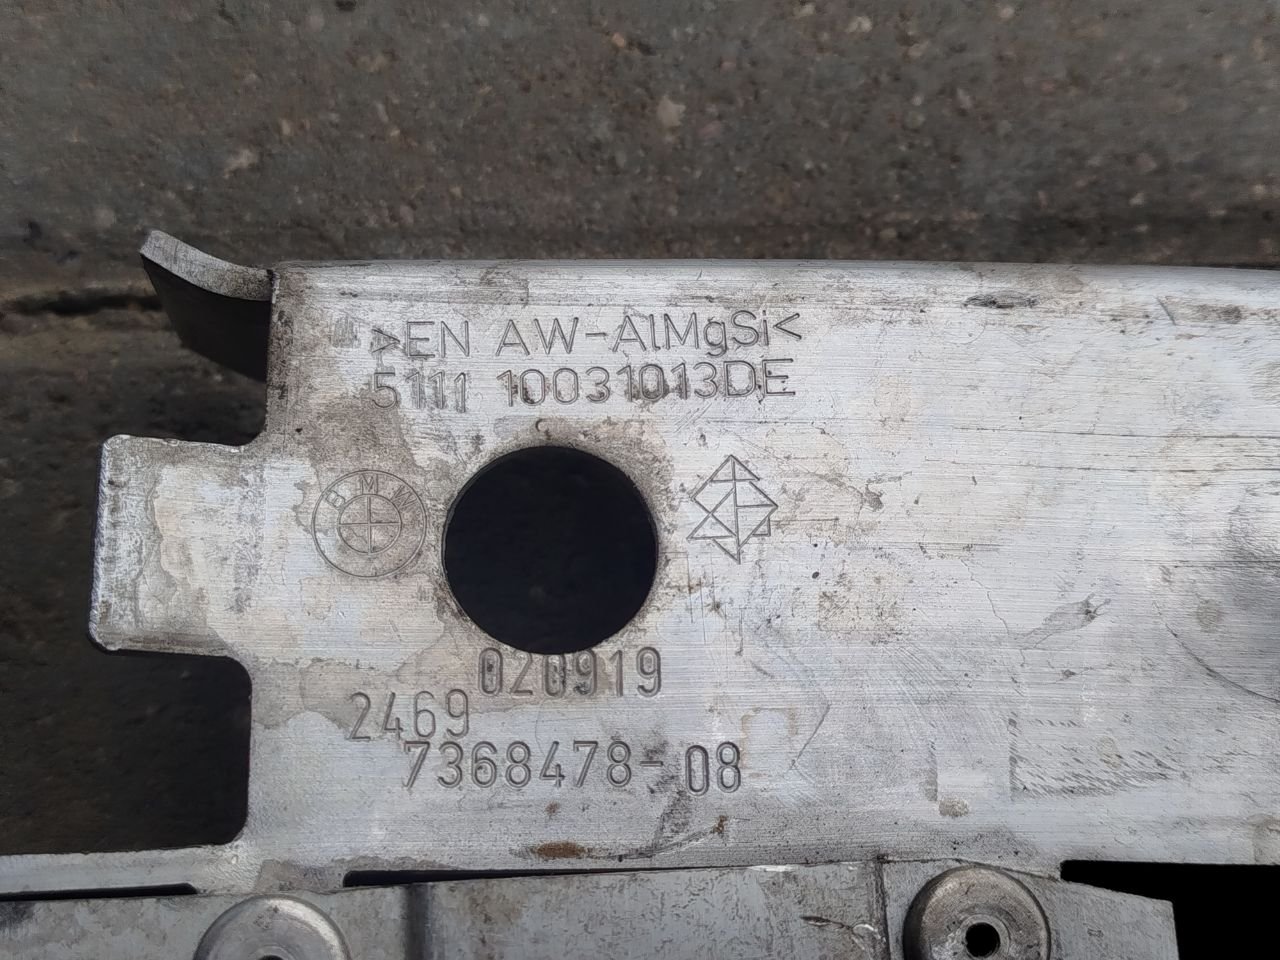 >EN AW-AlMgSi<
5111 10031013DE
BMW
020919
2469
7368478-08